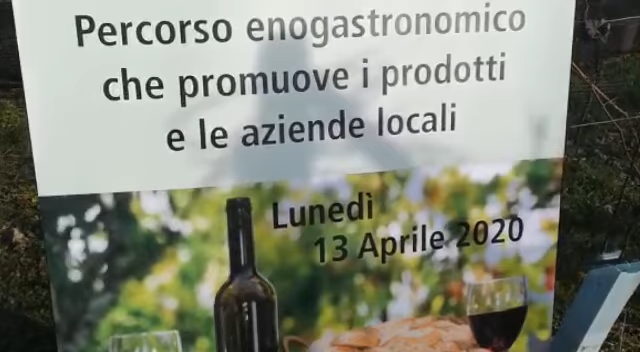 Percorso enogastronomico
che promuove i prodotti
e le aziende locali
Lunedì
13 Aprile 2020